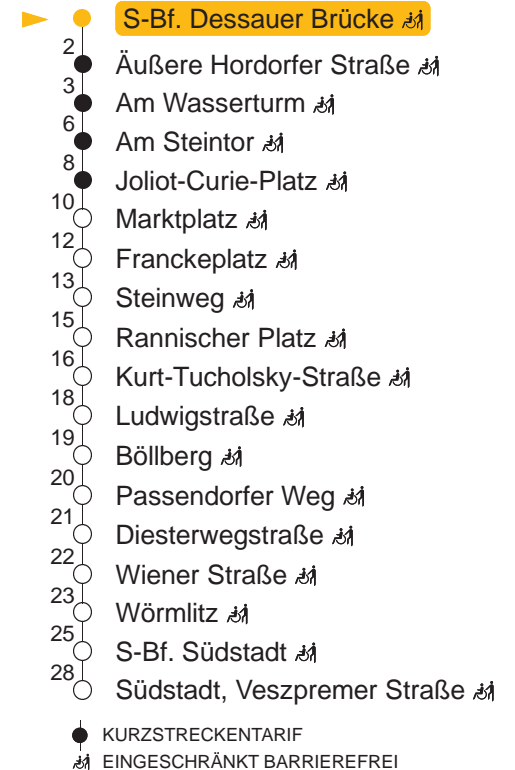 S-Bf. Dessauer Brücke
2
Äußere Hordorfer Straße
3
Am Wasserturm
6
Am Steintor
8
Joliot-Curie-Platz
10
Marktplatz
12
Franckeplatz
13
Steinweg
15
Rannischer Platz
16
Kurt-Tucholsky-Straße
18
Ludwigstraße
19
Böllberg
20
Passendorfer Weg
21
Diesterwegstraße
22
Wiener Straße
23
Wörmlitz
25
S-Bf. Südstadt
28
Südstadt, Veszpremer Straße
KURZSTRECKENTARIF
EINGESCHRÄNKT BARRIEREFREI